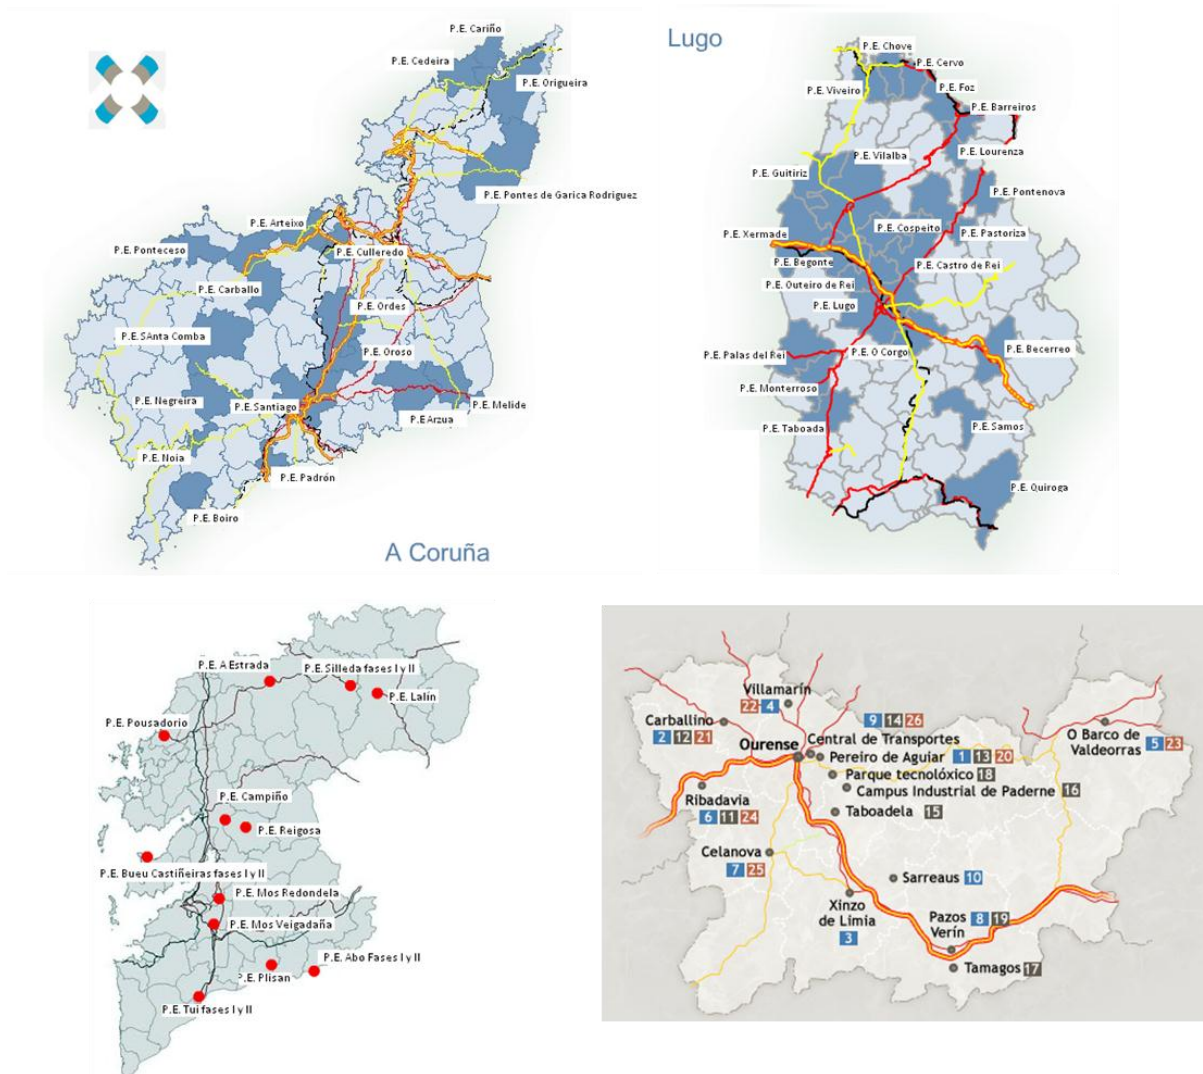 P.E. Cariño
P.E. Cedeira
P.E. Origueira
P.E. Pontes de Garica Rodriguez
P.E. Arteixo
P.E. Ponteceso
P.E. Culleredo
P.E. Carballo
P.E. Ordes
P.E. SAnta Comba
P.E. Oroso
P.E. Negreira
P.E. Santiago
P.E. Melide
P.E Arzua
P.E. Noia
P.E. Padrón
P.E. Boiro
A Coruña
Lugo
P.E. Chove
P.E. Cervo
P.E. Viveiro
P.E. Foz
P.E. Barreiros
P.E. Vilalba
P.E. Lourenza
P.E. Guitiriz
P.E. Pontenova
P.E. Cospeito
P.E. Xermade
P.E. Pastoriza
P.E. Begonte
P.E. Castro de Rei
P.E. Outeiro de Rei
P.E. Lugo
P.E. Palas del Rei
P.E. O Corgo
P.E. Becerreo
P.E. Monterroso
P.E. Taboada
P.E. Samos
P.E. Quiroga
P.E. A Estrada
P.E. Silleda fases I y II
P.E. Lalín
P.E. Pousadorio
P.E. Campiño
P.E. Reigosa
P.E. Bueu Castiñeiras fases I y II
P.E. Mos Redondela
P.E. Mos Veigadaña
P.E. Abo Fases I y II
P.E. Plisan
P.E. Tui fases I y II
Villamarín
22 4
Carballino
2 12 21
9 14 26
Ourense
Central de Transportes
Pereiro de Aguiar 1 13 20
O Barco de
Valdeorras 5 23
Parque tecnolóxico 18
Campus Industrial de Paderne 16
Ribadavia
6 11 24
Taboadela 15
Celanova
7 25
Sarreaus 10
Xinzo
de Limia
3
Pazos 8 19
Verín
Tamagos 17